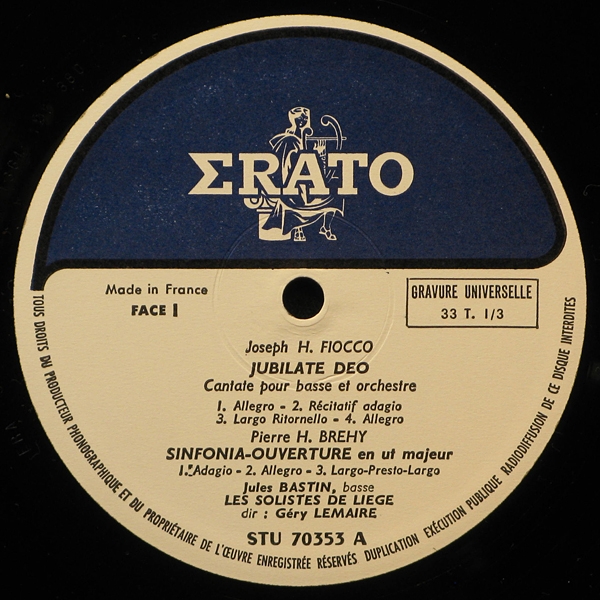 ΣRATO
Made in France
FACE I
GRAVURE UNIVERSELLE
33 T. 1/3
Joseph H. FIOCCO
JUBILATE DEO
Cantate pour basse et orchestre
1. Allegro - 2. Récitatif adagio
3. Largo Ritornello - 4. Allegro
Pierre H. BREHY
SINFONIA-OUVERTURE en ut majeur
1. Adagio - 2. Allegro - 3. Largo-Presto-Largo
Jules BASTIN, basse
LES SOLISTES DE LIEGE
dir : Géry LEMAIRE
STU 70353 A
TOUS DROITS DU PRODUCTEUR PHONOGRAPHIQUE ET DU PROPRIÉTAIRE DE L'ŒUVRE ENREGISTRÉE RÉSERVÉS DUPLICATION EXÉCUTION PUBLIQUE RADIODIFFUSION DE CE DISQUE INTERDITES